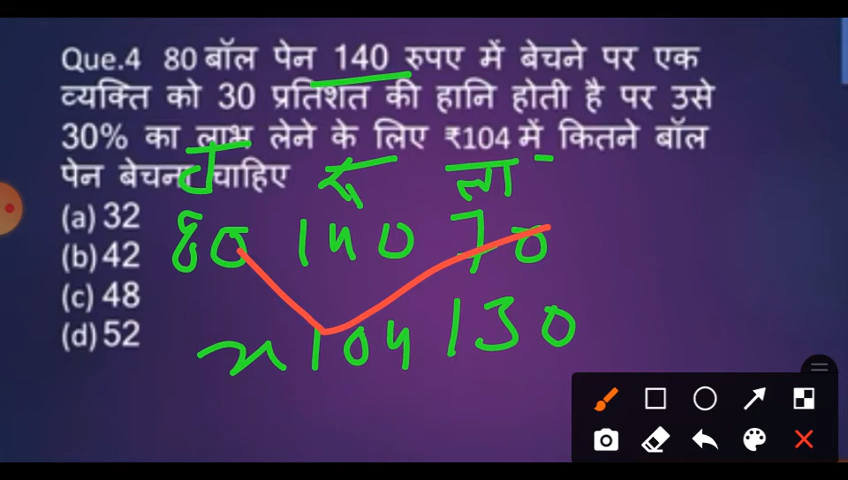 Que.4 80 बॉल पेन 140 रुपए में बेचने पर एक
व्यक्ति को 30 प्रतिशत की हानि होती है पर उसे
30% का लाभ लेने के लिए ₹104 में कितने बॉल
पेन बेचना चाहिए
(a) 32
(b) 42
(c) 48
(d) 52
व रु ला
80 140 70
x 104 130